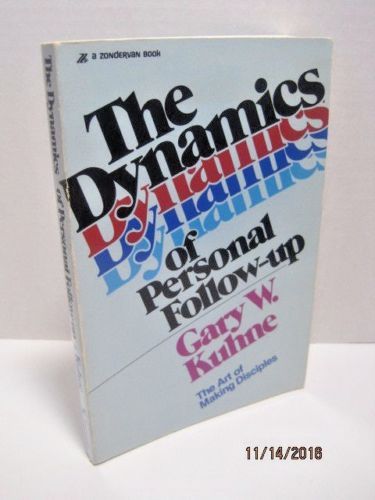 a ZONDERVAN BOOK
The
Dynamics
Dynamics
Dynamics
Dynamics
of
Personal
Follow-up
Gary W.
Kuhne
The Art of
Making Disciples
The Dynamics of Personal Follow-up
11/14/2016